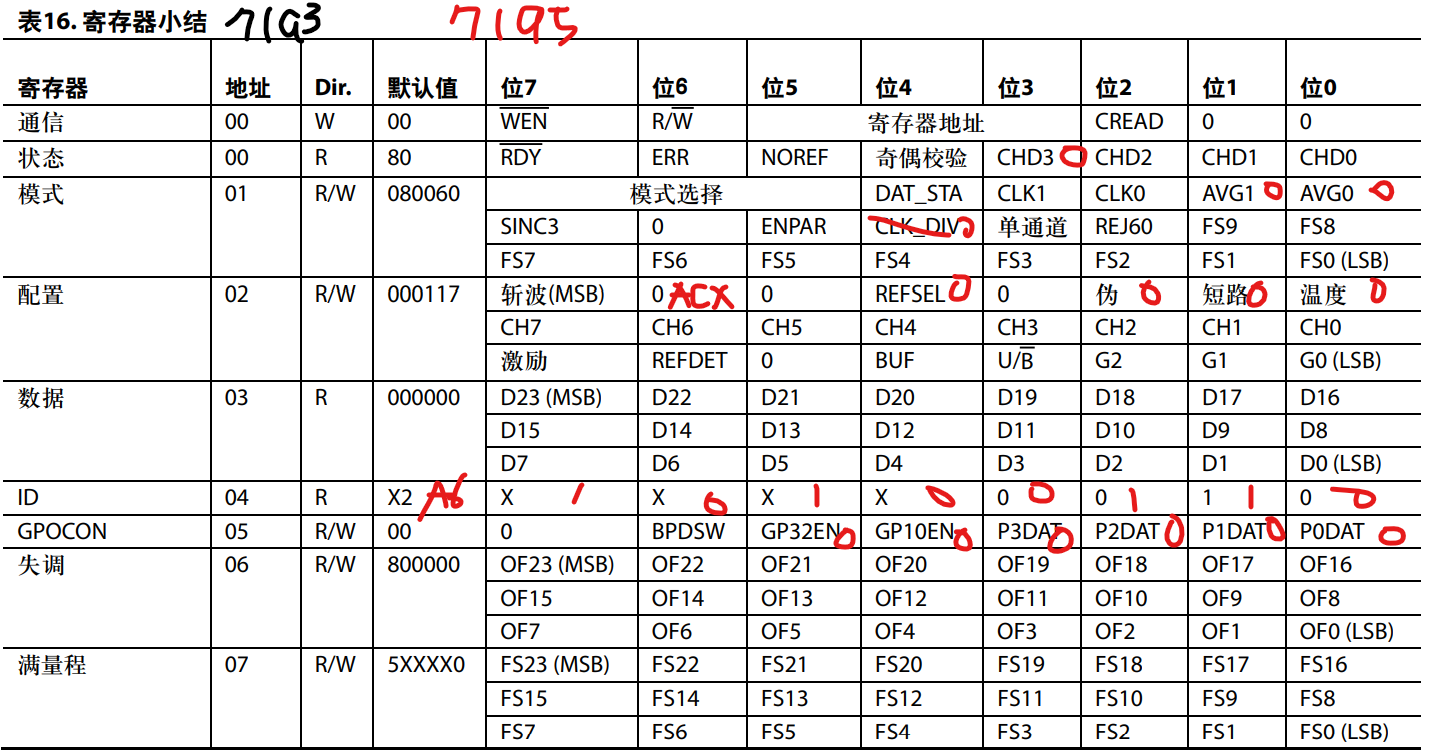 表16. 寄存器小结 7193 7195
寄存器 地址 Dir. 默认值 位7 位6 位5 位4 位3 位2 位1 位0
通信 00 W 00 WEN R/W 寄存器地址 CREAD 0 0
状态 00 R 80 RDY ERR NOREF 奇偶校验 CHD3 0 CHD2 CHD1 CHD0
模式 01 R/W 080060 模式选择 DAT_STA CLK1 CLK0 AVG1 0 AVG0 0
SINC3 0 ENPAR CLK_DIV 0 单通道 REJ60 FS9 FS8
FS7 FS6 FS5 FS4 FS3 FS2 FS1 FS0 (LSB)
配置 02 R/W 000117 斩波(MSB) 0 ACX 0 REFSEL 0 0 伪 0 短路 0 温度 0
CH7 CH6 CH5 CH4 CH3 CH2 CH1 CH0
激励 REFDET 0 BUF U/B G2 G1 G0 (LSB)
数据 03 R 000000 D23 (MSB) D22 D21 D20 D19 D18 D17 D16
D15 D14 D13 D12 D11 D10 D9 D8
D7 D6 D5 D4 D3 D2 D1 D0 (LSB)
ID 04 R X2 A6 X 1 X 0 X 1 X 0 0 0 0 1 1 1 0 0
GPOCON 05 R/W 00 0 BPDSW GP32EN 0 GP10EN 0 P3DAT 0 P2DAT 0 P1DAT 0 P0DAT 0
失调 06 R/W 800000 OF23 (MSB) OF22 OF21 OF20 OF19 OF18 OF17 OF16
OF15 OF14 OF13 OF12 OF11 OF10 OF9 OF8
OF7 OF6 OF5 OF4 OF3 OF2 OF1 OF0 (LSB)
满量程 07 R/W 5XXXX0 FS23 (MSB) FS22 FS21 FS20 FS19 FS18 FS17 FS16
FS15 FS14 FS13 FS12 FS11 FS10 FS9 FS8
FS7 FS6 FS5 FS4 FS3 FS2 FS1 FS0 (LSB)